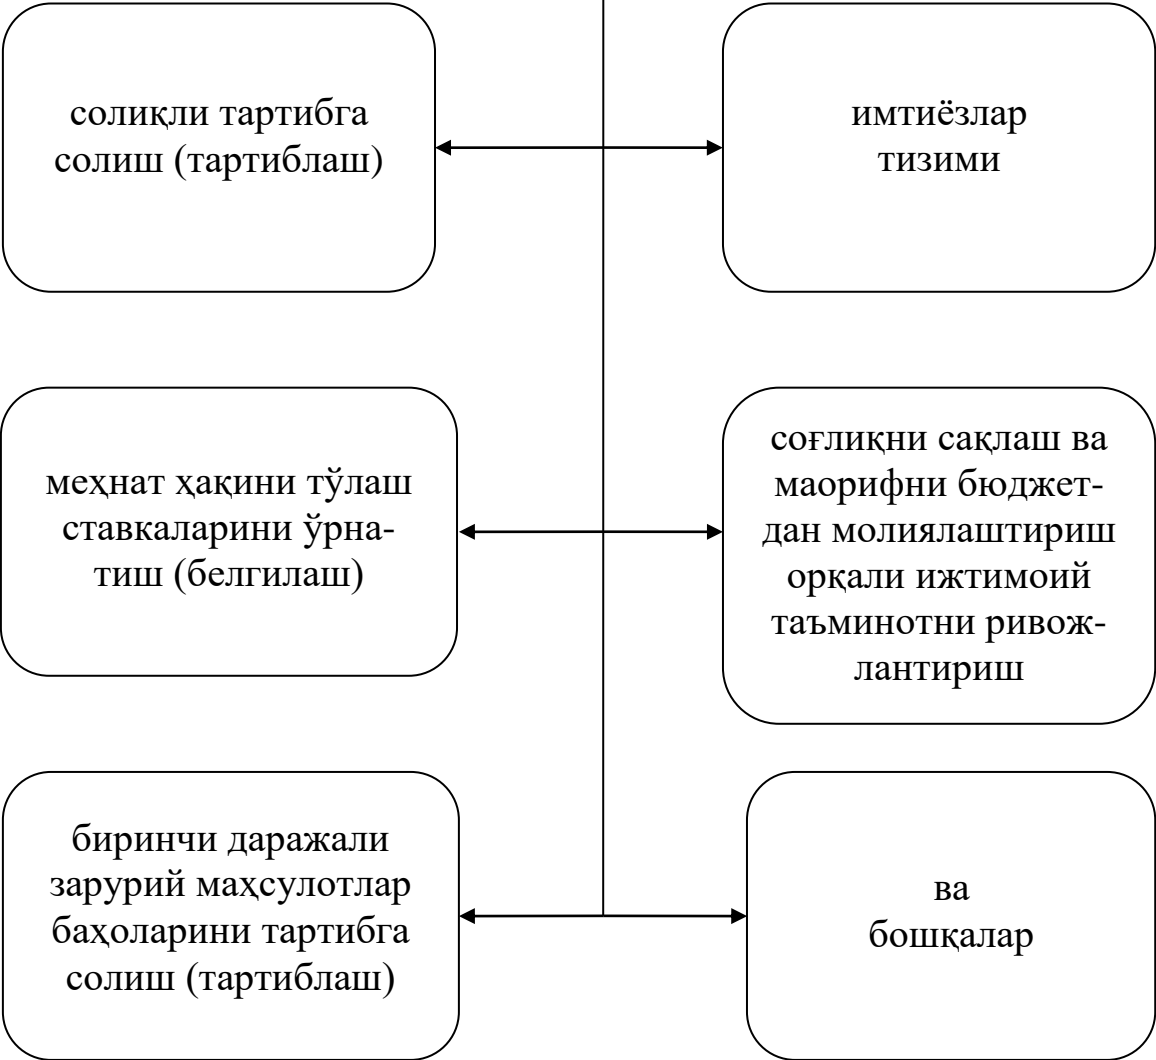 солиқли тартибга
солиш (тартиблаш)
имтиёзлар
тизими
меҳнат ҳақини тўлаш
ставкаларини ўрна-
тиш (белгилаш)
соғлиқни сақлаш ва
маорифни бюджет-
дан молиялаштириш
орқали ижтимоий
таъминотни ривож-
лантириш
биринчи даражали
зарурий маҳсулотлар
баҳоларини тартибга
солиш (тартиблаш)
ва
бошқалар